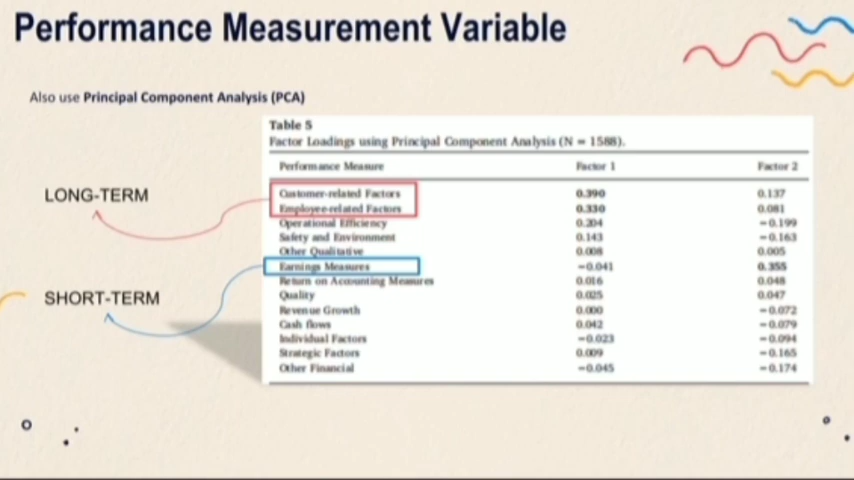 Performance Measurement Variable
Also use Principal Component Analysis (PCA)
Table 5
Factor Loadings using Principal Component Analysis (N = 1588).
Performance Measure Factor 1 Factor 2
LONG-TERM
Customer-related Factors 0.390 0.137
Employee-related Factors 0.330 0.081
Operational Efficiency 0.204 −0.199
Safety and Environment 0.143 −0.163
Other Qualitative 0.008 0.005
Earnings Measures −0.041 0.355
Return on Accounting Measures 0.016 0.048
SHORT-TERM
Quality 0.025 0.047
Revenue Growth 0.000 −0.072
Cash flows 0.042 −0.079
Individual Factors −0.023 −0.094
Strategic Factors 0.009 −0.165
Other Financial −0.045 −0.174